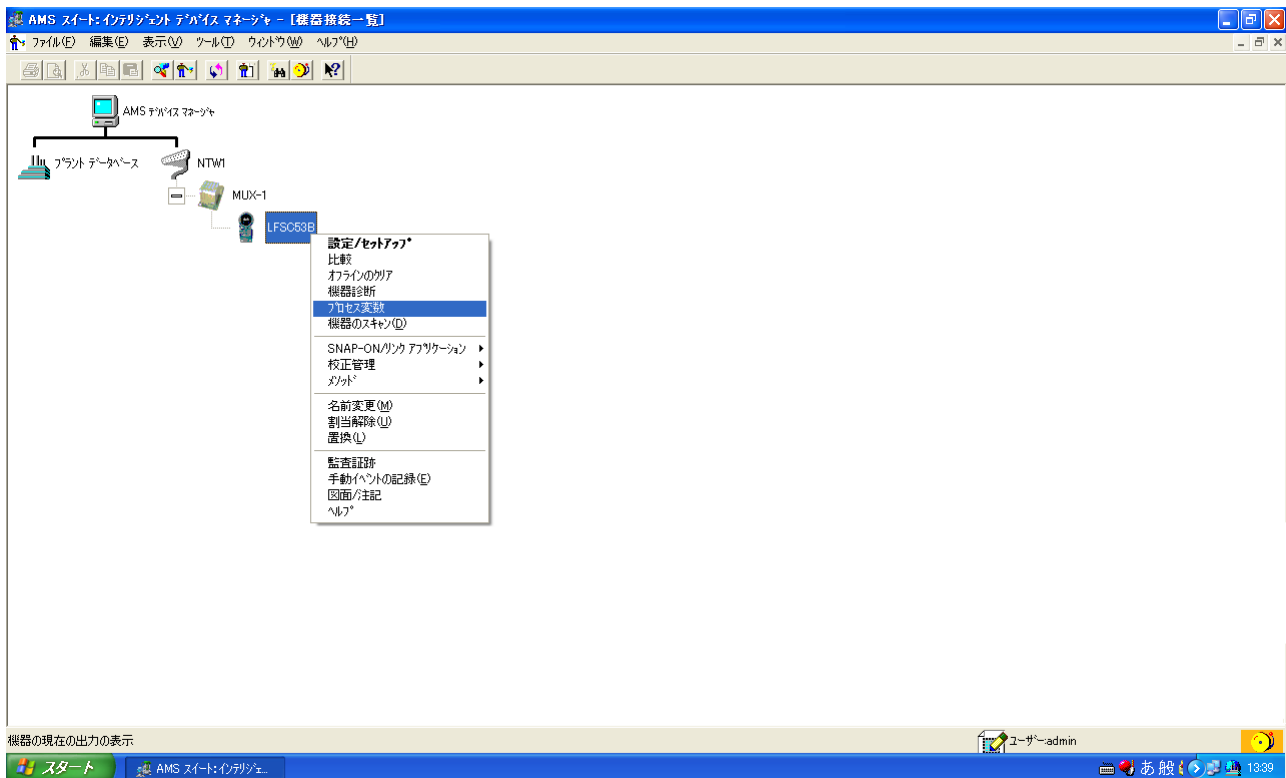 AMS スイート: インテリジェント デバイス マネージャ - [機器接続一覧]
ファイル(F) 編集(E) 表示(V) ツール(T) ウィンドウ(W) ヘルプ(H)
AMS デバイス マネージャ
プラント データベース
NTW1
MUX-1
LFSC53B
設定/セットアップ
比較
オフラインのクリア
機器診断
プロセス変数
機器のスキャン(D)
SNAP-ON/リンク アプリケーション
校正管理
メソッド
名前変更(M)
割当解除(U)
置換(L)
監査証跡
手動イベントの記録(E)
図面/注記
ヘルプ
機器の現在の出力の表示
ユーザー:admin
スタート
AMS スイート: インテリジェ...
あ 般
13:39